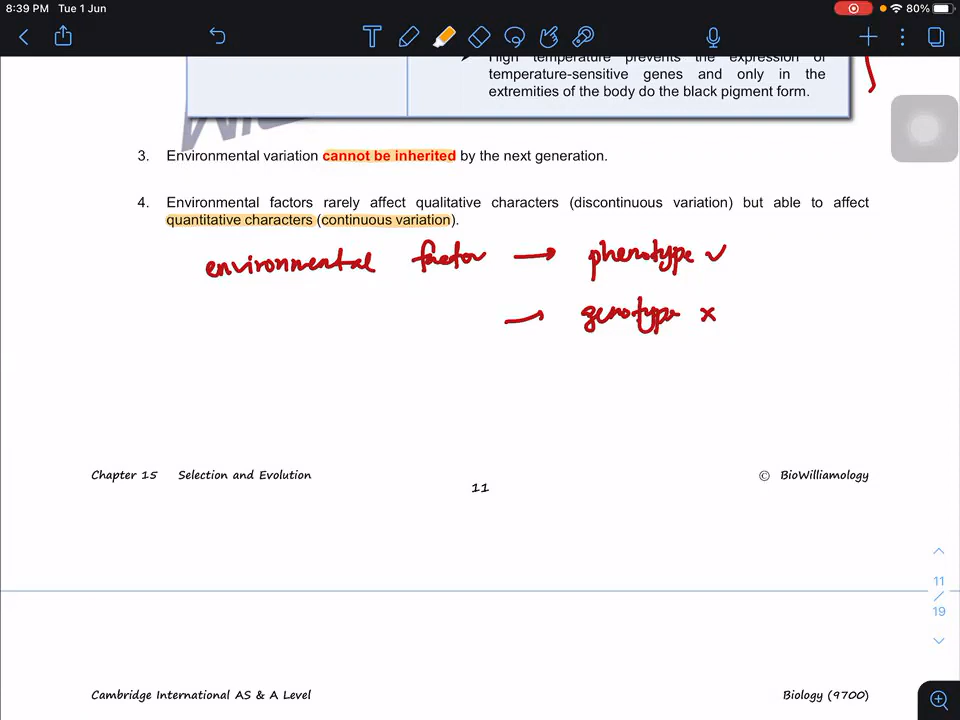 8:39 PM Tue 1 Jun
80%
High temperature prevents the expression of
temperature-sensitive genes and only in the
extremities of the body do the black pigment form.
3. Environmental variation cannot be inherited by the next generation.
4. Environmental factors rarely affect qualitative characters (discontinuous variation) but able to affect
quantitative characters (continuous variation).
environmental factor → phenotype ✓
→ genotype ×
Chapter 15 Selection and Evolution
11
© BioWilliamology
11
/
19
Cambridge International AS & A Level
Biology (9700)